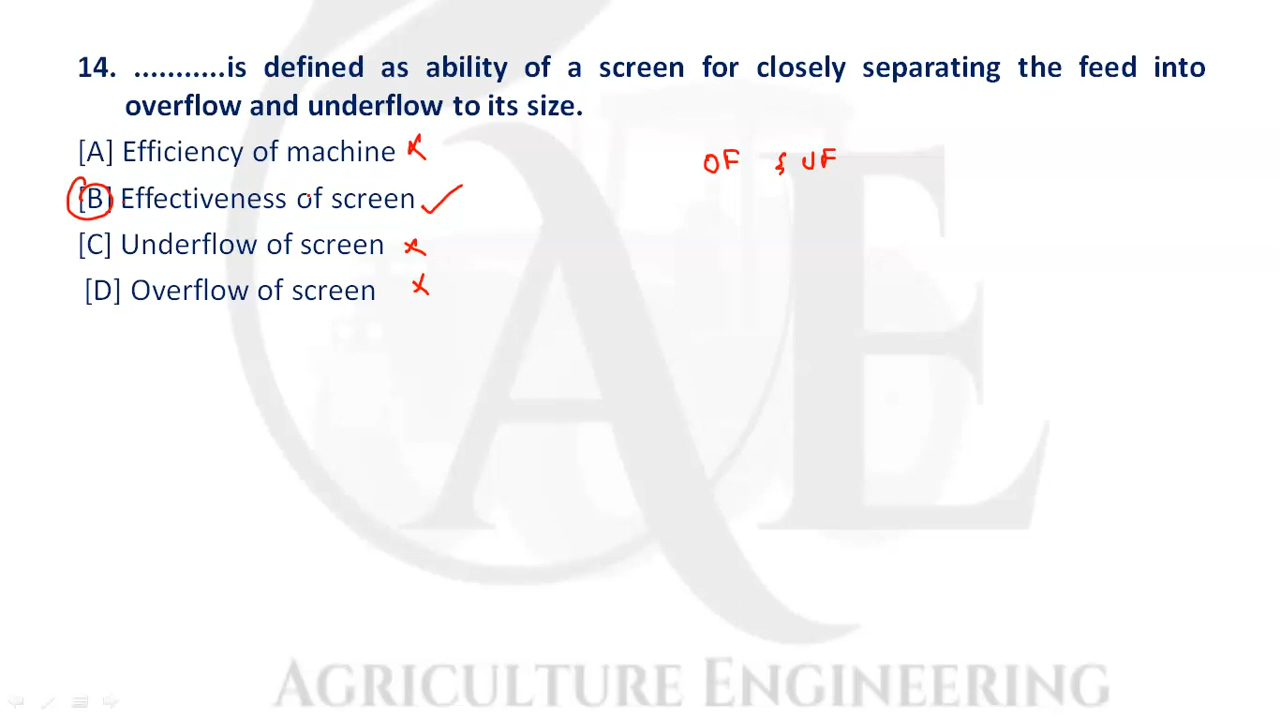 14. ...........is defined as ability of a screen for closely separating the feed into
overflow and underflow to its size.
[A] Efficiency of machine
OF & UF
[B] Effectiveness of screen
[C] Underflow of screen
[D] Overflow of screen
AE
AGRICULTURE ENGINEERING